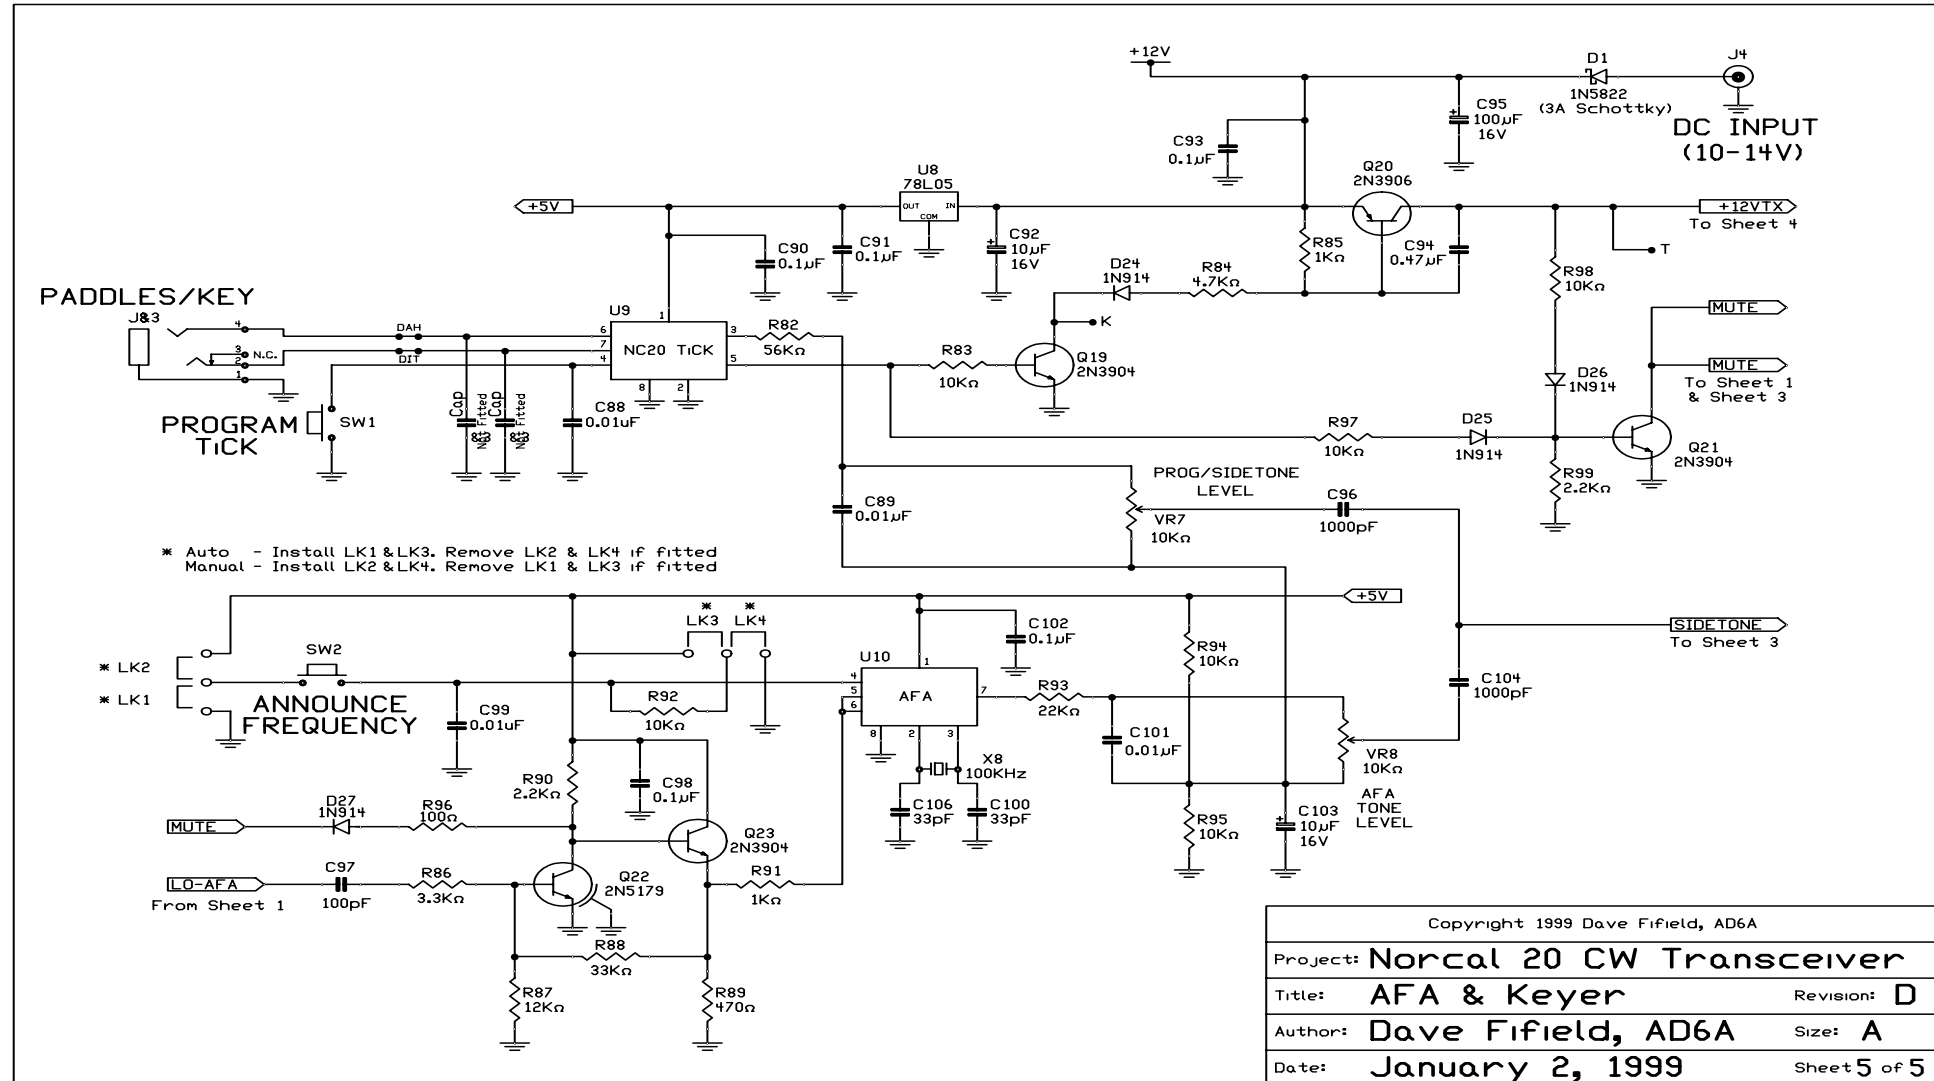 +12V
D1
1N5822
(3A Schottky)
J4
DC INPUT
(10-14V)
C95
100µF
16V
C93
0.1µF
Q20
2N3906
U8
78L05
OUT
IN
COM
+5V
+12VTX
To Sheet 4
T
C90
0.1µF
C91
0.1µF
C92
10µF
16V
R85
1KΩ
C94
0.47µF
R98
10KΩ
D24
1N914
R84
4.7KΩ
PADDLES/KEY
J&3
4
3
2
1
N.C.
DAH
DIT
U9
NC20 TiCK
1
6
7
4
3
5
8
2
R82
56KΩ
K
R83
10KΩ
Q19
2N3904
MUTE
MUTE
To Sheet 1
& Sheet 3
D26
1N914
PROGRAM
TiCK
SW1
Cap
&3
Not Fitted
Cap
&3
Not Fitted
C88
0.01uF
R97
10KΩ
D25
1N914
Q21
2N3904
R99
2.2KΩ
PROG/SIDETONE
LEVEL
VR7
10KΩ
C96
1000pF
C89
0.01µF
* Auto - Install LK1 & LK3. Remove LK2 & LK4 if fitted
Manual - Install LK2 & LK4. Remove LK1 & LK3 if fitted
+5V
*
LK3
*
LK4
C102
0.1µF
R94
10KΩ
SIDETONE
To Sheet 3
* LK2
* LK1
SW2
ANNOUNCE
FREQUENCY
C99
0.01uF
R92
10KΩ
U10
AFA
1
4
5
6
7
8
2
3
R93
22KΩ
C104
1000pF
C101
0.01µF
VR8
10KΩ
AFA
TONE
LEVEL
X8
100KHz
C106
33pF
C100
33pF
R95
10KΩ
C103
10µF
16V
R90
2.2KΩ
C98
0.1µF
MUTE
D27
1N914
R96
100Ω
Q23
2N3904
LO-AFA
From Sheet 1
C97
100pF
R86
3.3KΩ
Q22
2N5179
R91
1KΩ
R88
33KΩ
R87
12KΩ
R89
470Ω
Copyright 1999 Dave Fifield, AD6A
Project: Norcal 20 CW Transceiver
Title: AFA & Keyer Revision: D
Author: Dave Fifield, AD6A Size: A
Date: January 2, 1999 Sheet 5 of 5